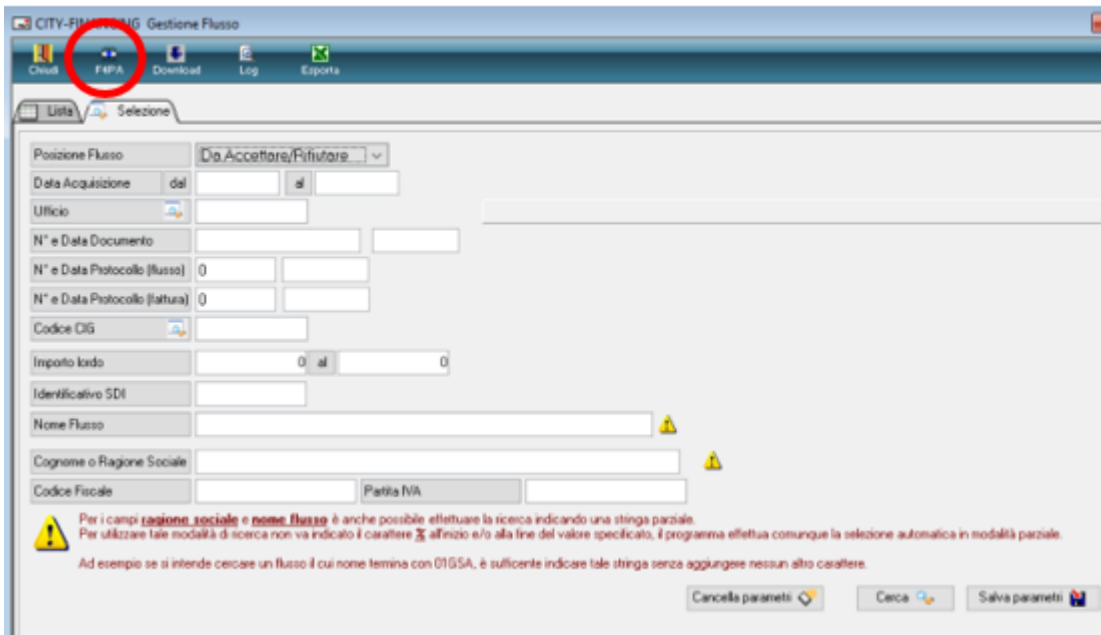 CITY-FINANCING Gestione Flusso
Chiudi F4PA Download Log Esporta
Lista Selezione
Posizione Flusso Da Accettare/Rifiutare
Data Acquisizione dal al
Ufficio
N° e Data Documento
N° e Data Protocollo (flusso) 0
N° e Data Protocollo (fattura) 0
Codice CIG
Importo lordo 0 al 0
Identificativo SDI
Nome Flusso
Cognome o Ragione Sociale
Codice Fiscale Partita IVA
Per i campi ragione sociale e nome flusso è anche possibile effettuare la ricerca indicando una stringa parziale.
Per utilizzare tale modalità di ricerca non va indicato il carattere % all'inizio e/o alla fine del valore specificato, il programma effettua comunque la selezione automatica in modalità parziale.
Ad esempio se si intende cercare un flusso il cui nome termina con 01GSA, è sufficente indicare tale stringa senza aggiungere nessun altro carattere.
Cancella parametri Cerca Salva parametri